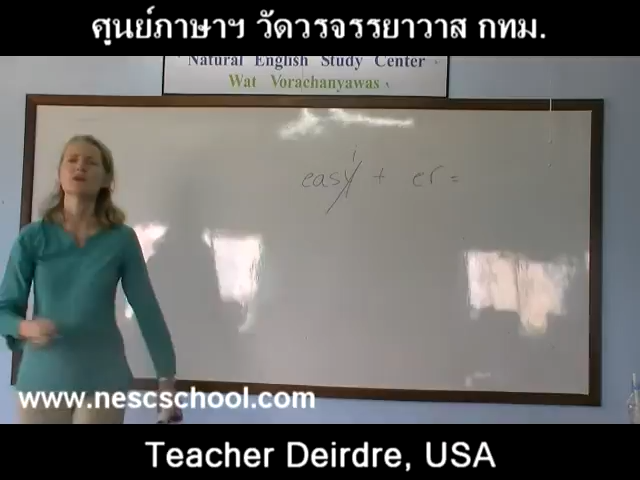 ศูนย์ภาษาฯ วัดวรจรรยาวาส กทม.
Natural English Study Center
Wat Vorachanyawas
i
easy + er =
www.nescschool.com
Teacher Deirdre, USA